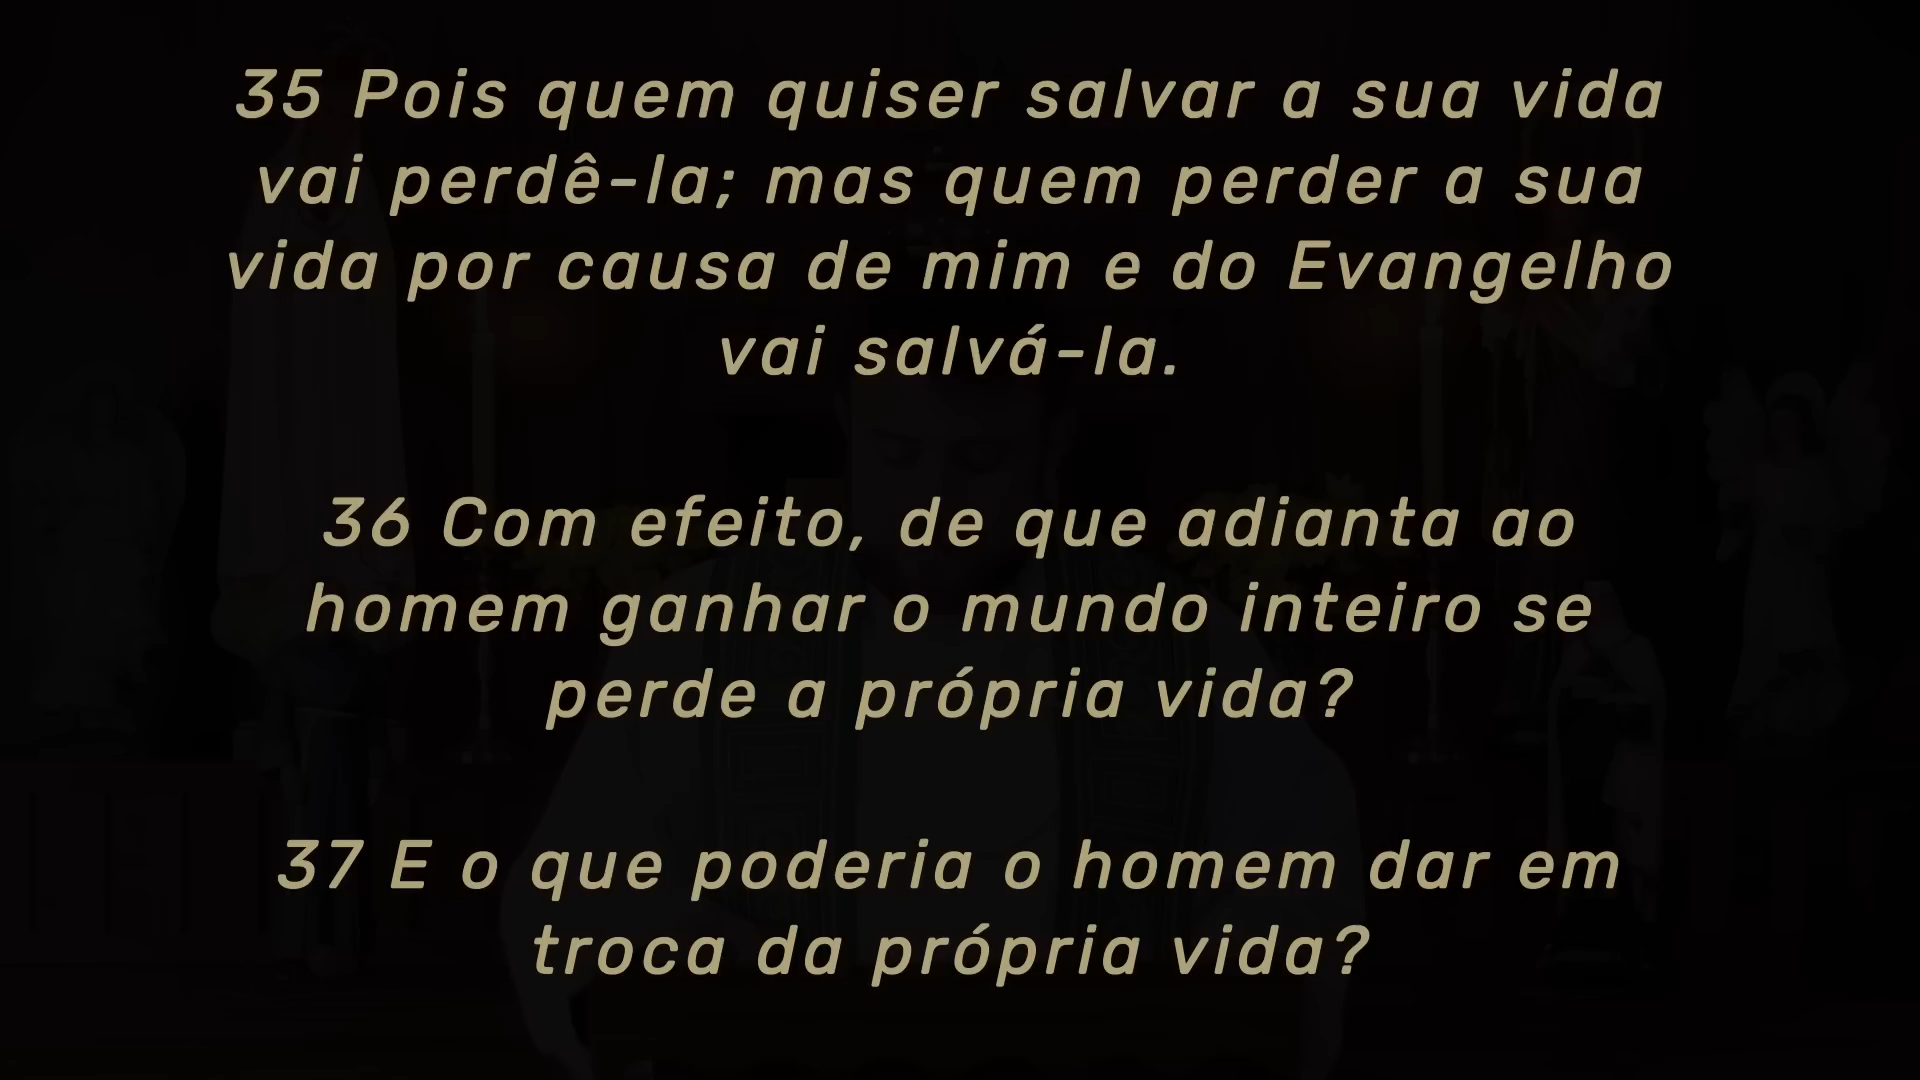 35 Pois quem quiser salvar a sua vida
vai perdê-la; mas quem perder a sua
vida por causa de mim e do Evangelho
vai salvá-la.
36 Com efeito, de que adianta ao
homem ganhar o mundo inteiro se
perde a própria vida?
37 E o que poderia o homem dar em
troca da própria vida?